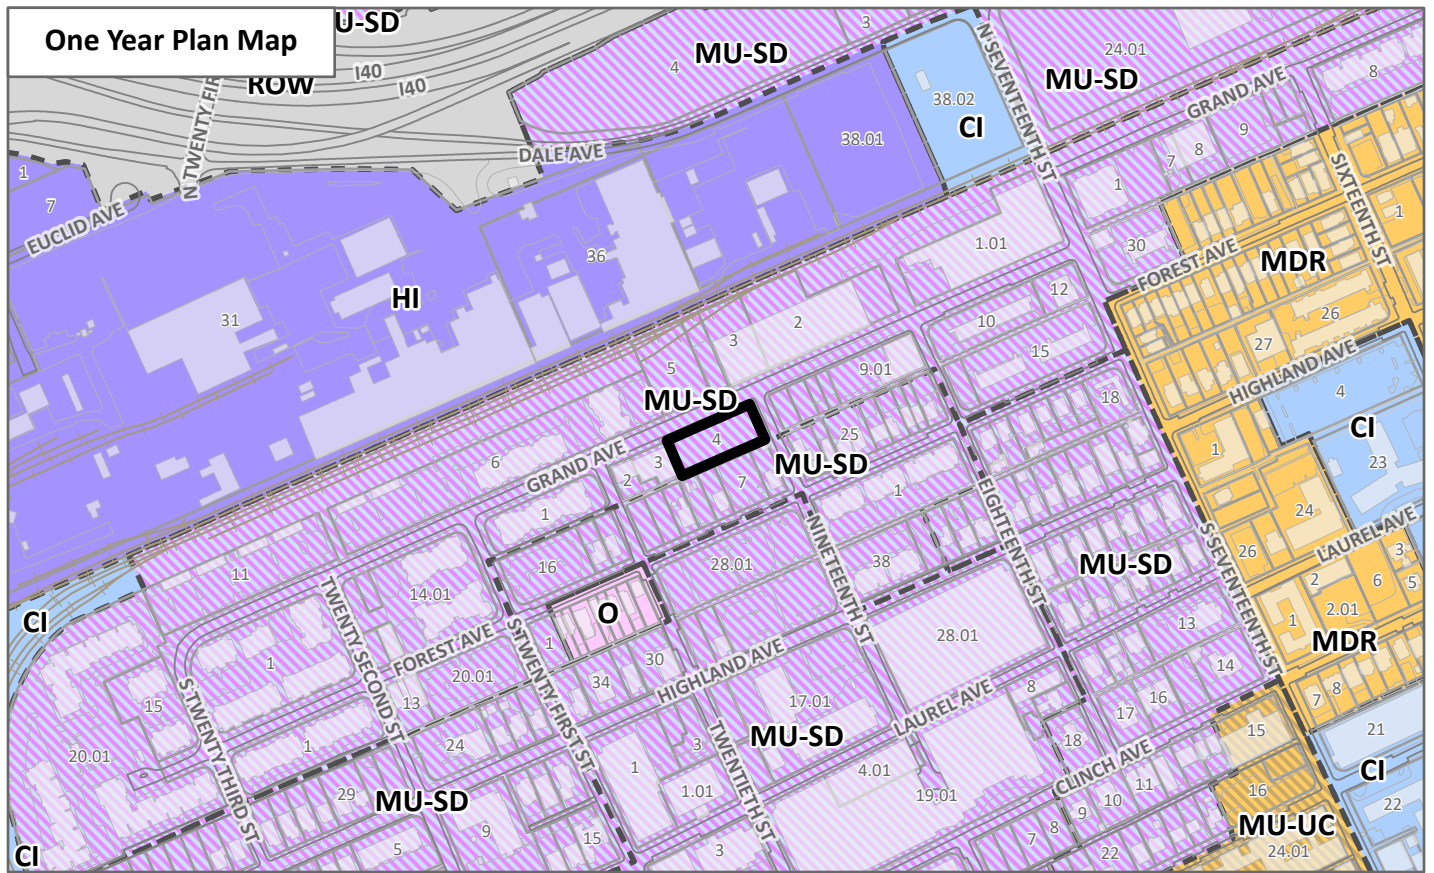 One Year Plan Map
U-SD
MU-SD
3
24.01
MU-SD
I40
I40
ROW
4
8
N SEVENTEENTH ST
GRAND AVE
38.02
CI
9
N TWENTY FIR
DALE AVE
38.01
7
8
1
1
7
EUCLID AVE
SIXTEENTH ST
1
30
1.01
FOREST AVE
MDR
36
HI
31
12
10
2
3
15
26
27
HIGHLAND AVE
5
9.01
4
CI
MU-SD
18
4
25
MU-SD
23
1
GRAND AVE
6
3
2
7
1
EIGHTEENTH ST
24
1
NINETEENTH ST
S SEVENTEENTH ST
LAUREL AVE
26
3
38
28.01
MU-SD
16
11
TWENTY SECOND ST
14.01
2
6
5
CI
O
1
2.01
13
28.01
MDR
FOREST AVE
S TWENTY FIRST ST
1
30
HIGHLAND AVE
1
20.01
14
34
8
7
8
15
S TWENTY THIRD ST
13
17.01
LAUREL AVE
16
17
MU-SD
TWENTIETH ST
3
18
15
21
20.01
1
24
CLINCH AVE
CI
1
4.01
11
29
MU-SD
1.01
19.01
10
16
22
9
9
15
8
7
MU-UC
CI
5
3
22
24.01